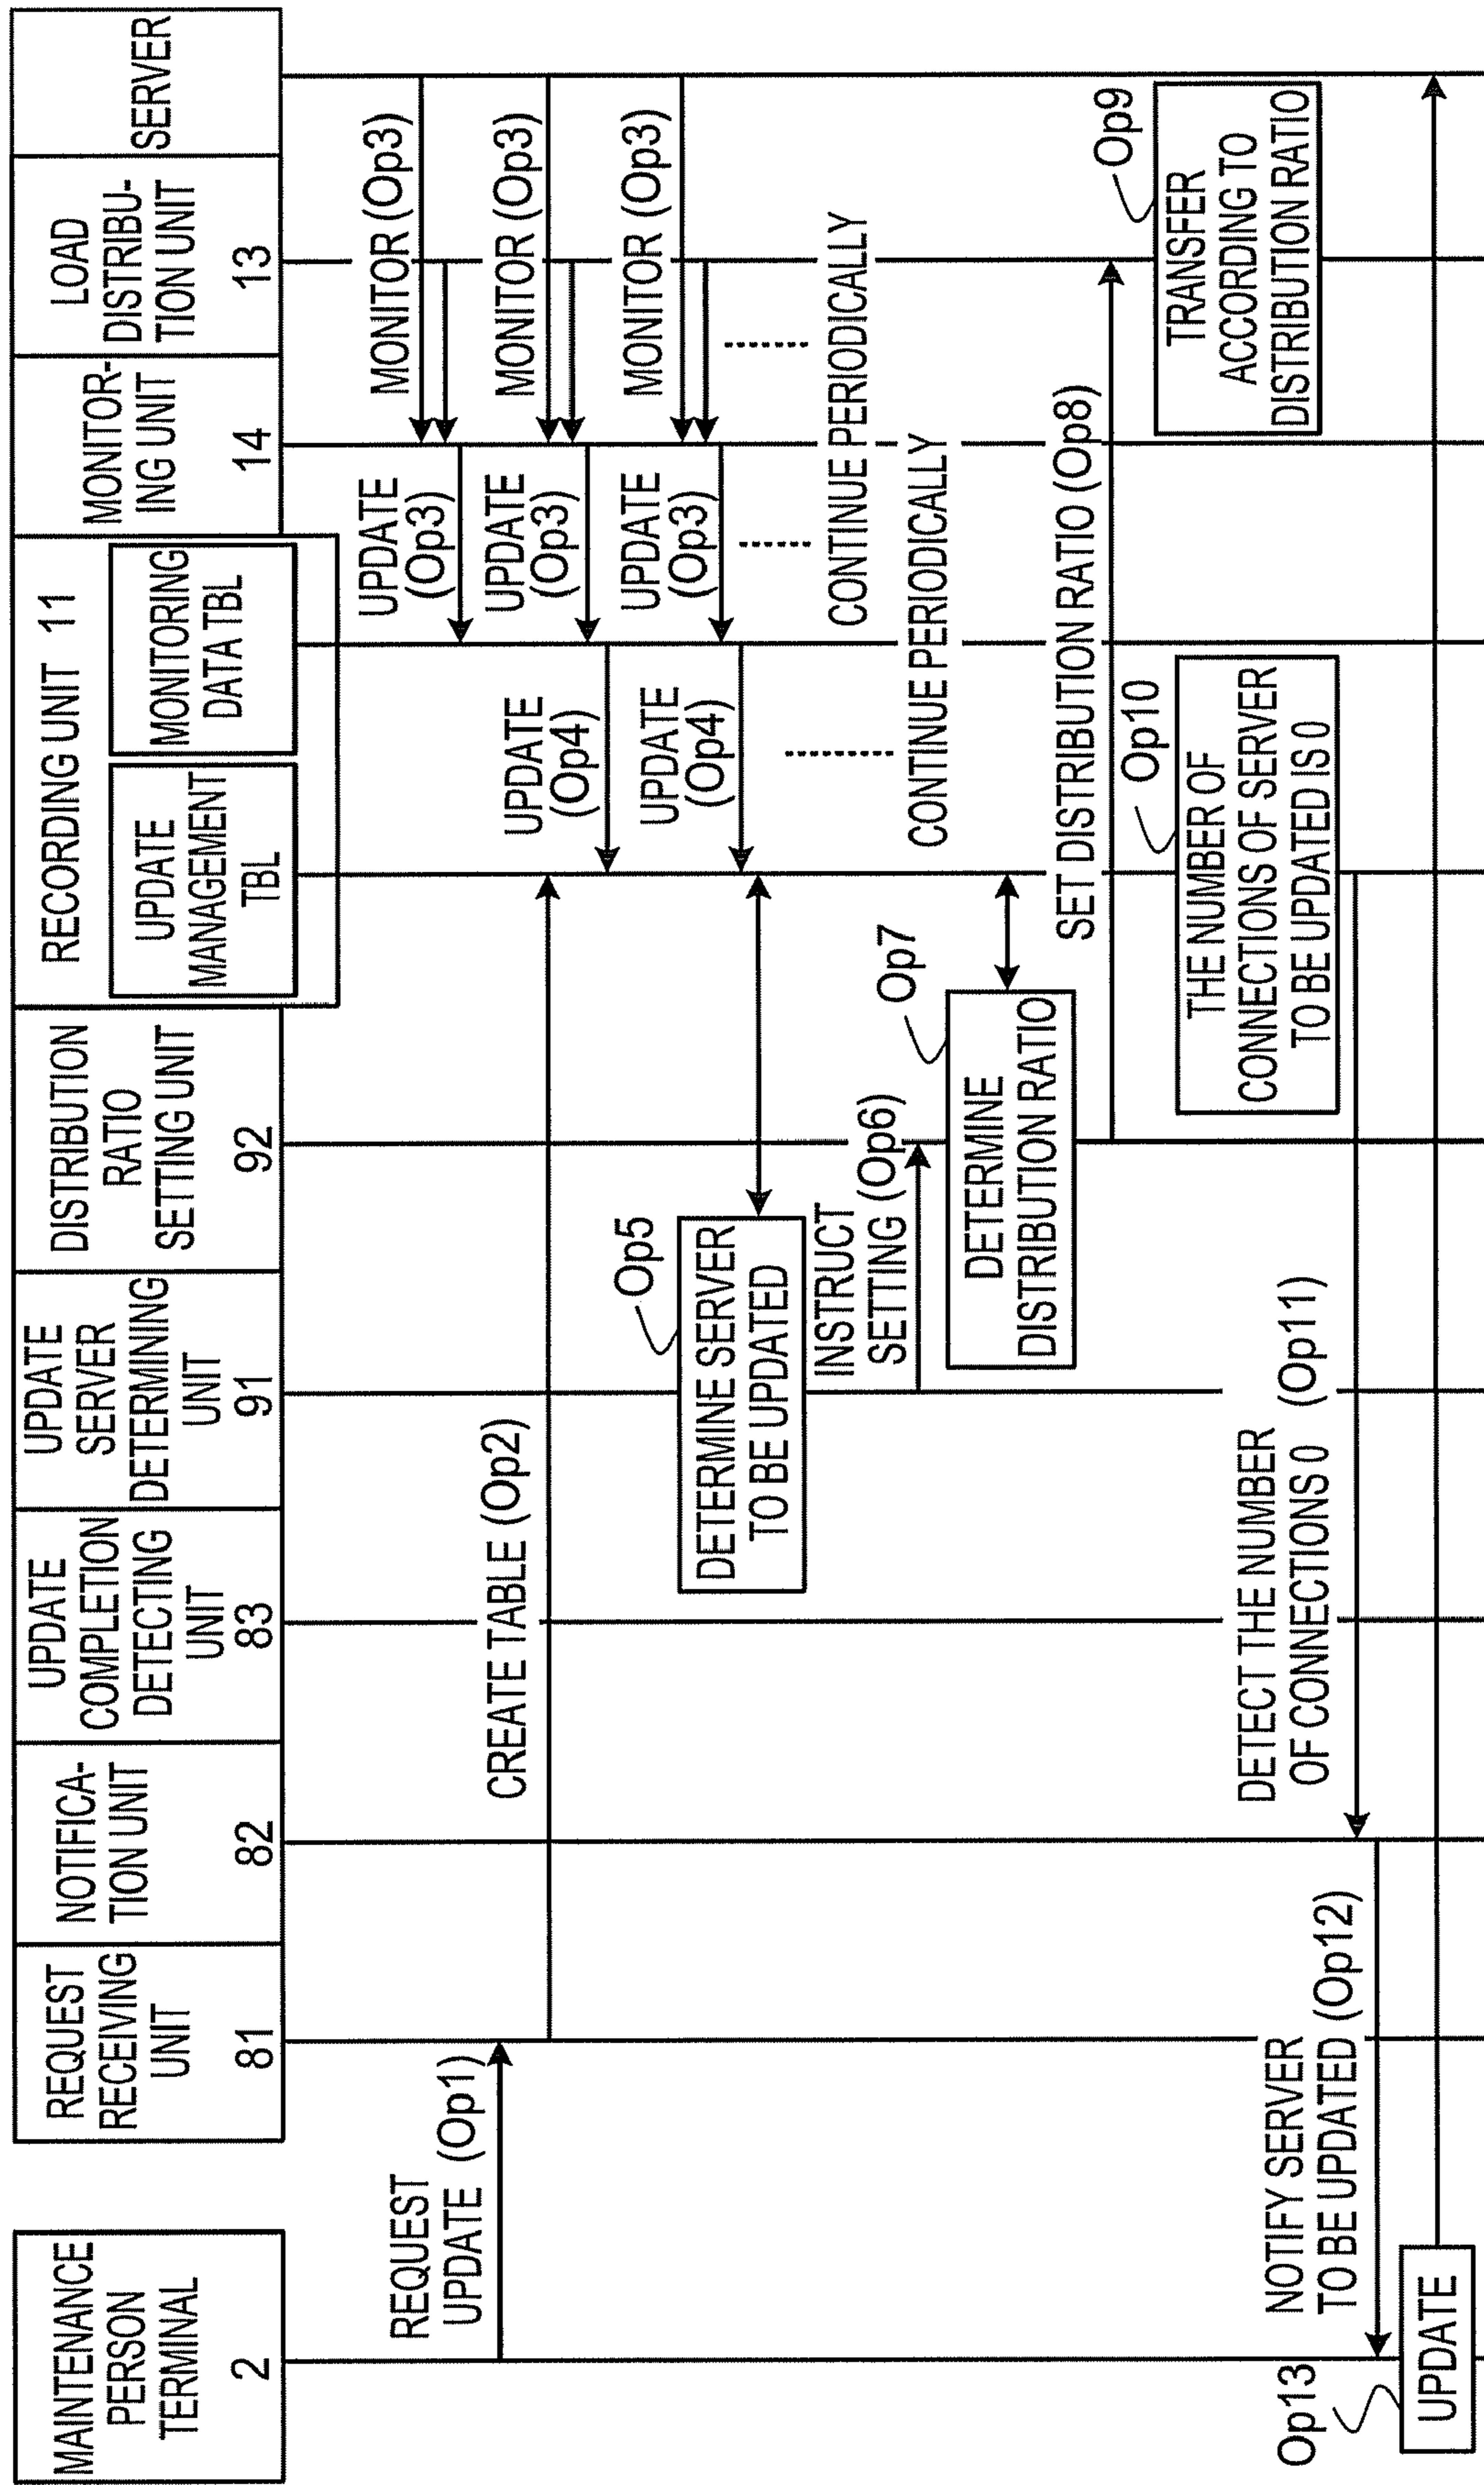 MAINTENANCE
PERSON
TERMINAL
2
REQUEST
RECEIVING
UNIT
81
NOTIFICA-
TION UNIT
82
UPDATE
COMPLETION
DETECTING
UNIT
83
UPDATE
SERVER
DETERMINING
UNIT
91
DISTRIBUTION
RATIO
SETTING UNIT
92
RECORDING UNIT 11
UPDATE
MANAGEMENT
TBL
MONITORING
DATA TBL
MONITOR-
ING UNIT
14
LOAD
DISTRIBU-
TION UNIT
13
SERVER
REQUEST
UPDATE (Op1)
CREATE TABLE (Op2)
MONITOR (Op3)
UPDATE
(Op3)
MONITOR (Op3)
UPDATE
(Op3)
UPDATE
(Op4)
MONITOR (Op3)
UPDATE
(Op3)
UPDATE
(Op4)
CONTINUE PERIODICALLY
CONTINUE PERIODICALLY
Op5
DETERMINE SERVER
TO BE UPDATED
INSTRUCT
SETTING (Op6)
Op7
DETERMINE
DISTRIBUTION RATIO
SET DISTRIBUTION RATIO (Op8)
Op9
TRANSFER
ACCORDING TO
DISTRIBUTION RATIO
Op10
THE NUMBER OF
CONNECTIONS OF SERVER
TO BE UPDATED IS 0
DETECT THE NUMBER
OF CONNECTIONS 0 (Op11)
NOTIFY SERVER
TO BE UPDATED (Op12)
Op13
UPDATE